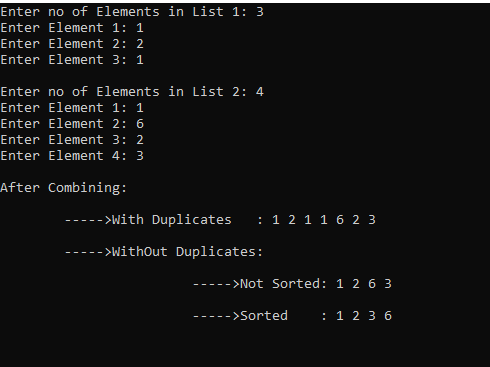 Enter no of Elements in List 1: 3
Enter Element 1: 1
Enter Element 2: 2
Enter Element 3: 1
Enter no of Elements in List 2: 4
Enter Element 1: 1
Enter Element 2: 6
Enter Element 3: 2
Enter Element 4: 3
After Combining:
----->With Duplicates   : 1 2 1 1 6 2 3
----->WithOut Duplicates:
----->Not Sorted: 1 2 6 3
----->Sorted    : 1 2 3 6